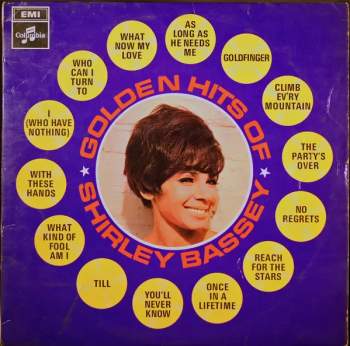 EMI
Columbia
GOLDEN HITS OF
SHIRLEY BASSEY
AS
LONG AS
HE NEEDS
ME
GOLDFINGER
CLIMB
EV'RY
MOUNTAIN
THE
PARTY'S
OVER
NO
REGRETS
REACH
FOR THE
STARS
ONCE
IN A
LIFETIME
YOU'LL
NEVER
KNOW
TILL
WHAT
KIND OF
FOOL
AM I
WITH
THESE
HANDS
I
(WHO HAVE
NOTHING)
WHO
CAN I
TURN
TO
WHAT
NOW MY
LOVE